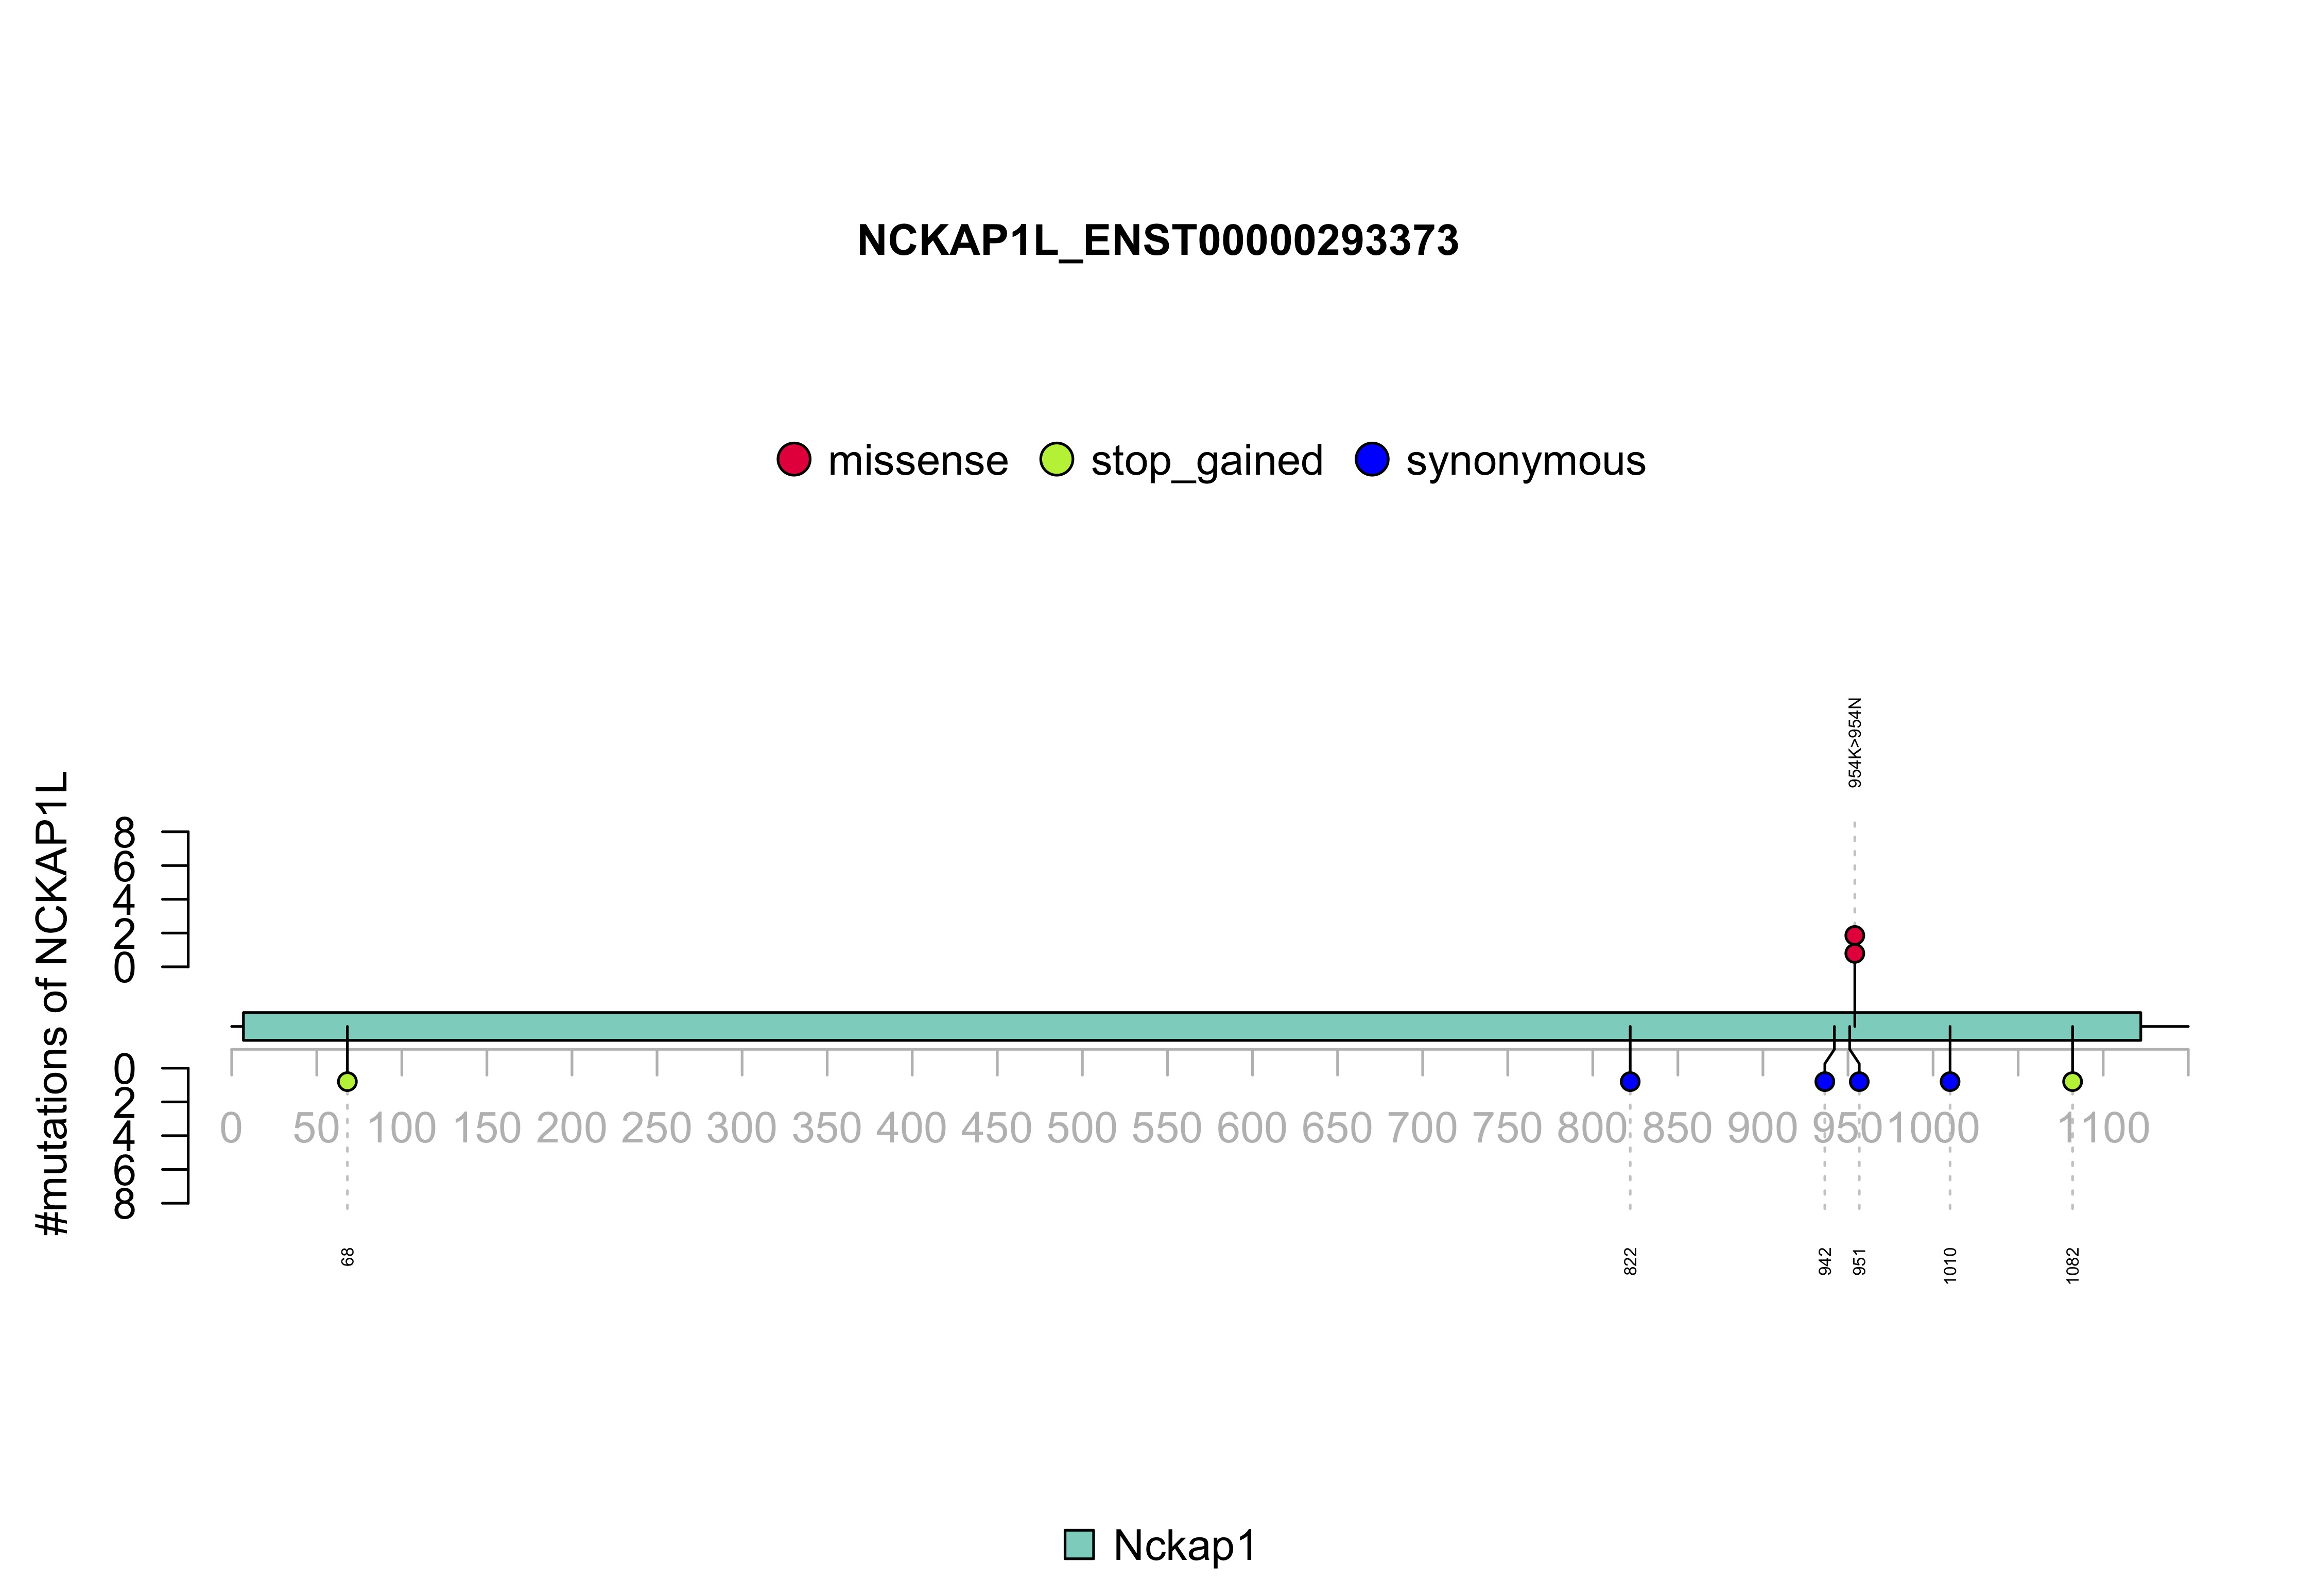 NCKAP1L_ENST00000293373
missense stop_gained synonymous
954K>954N
#mutations of NCKAP1L
8
6
4
2
0
0
2
4
6
8
0 50 100 150 200 250 300 350 400 450 500 550 600 650 700 750 800 850 900 950 1000 1100
68 822 942 951 1010 1082
Nckap1